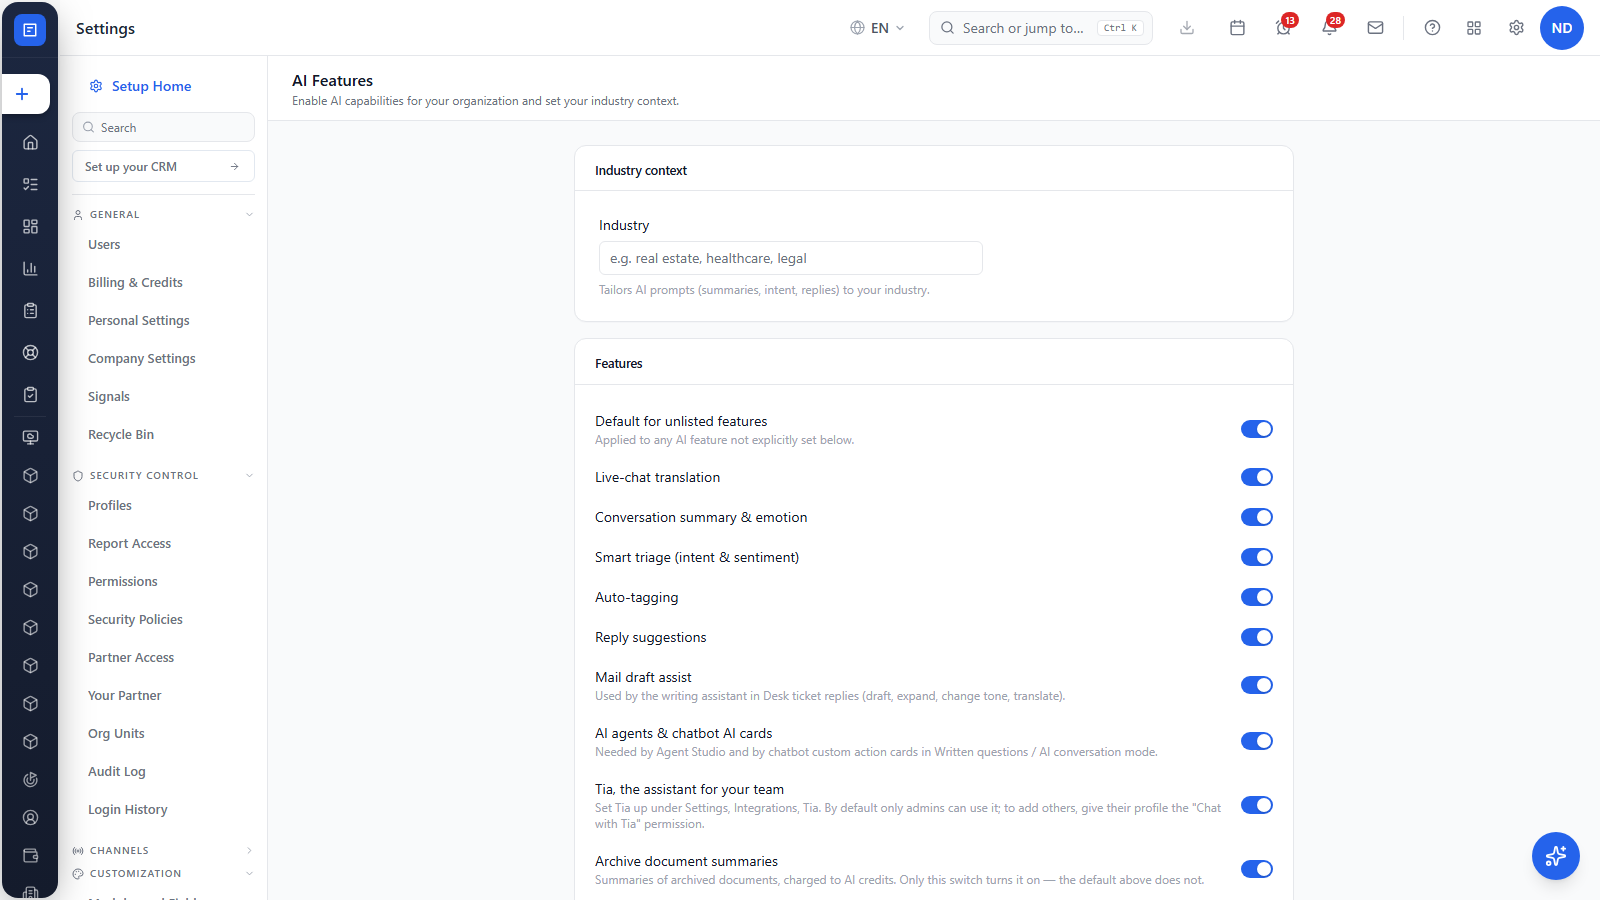 Settings
EN
Search or jump to...
Ctrl K
13
28
ND
Setup Home
Search
Set up your CRM
GENERAL
Users
Billing & Credits
Personal Settings
Company Settings
Signals
Recycle Bin
SECURITY CONTROL
Profiles
Report Access
Permissions
Security Policies
Partner Access
Your Partner
Org Units
Audit Log
Login History
CHANNELS
CUSTOMIZATION
AI Features
Enable AI capabilities for your organization and set your industry context.
Industry context
Industry
e.g. real estate, healthcare, legal
Tailors AI prompts (summaries, intent, replies) to your industry.
Features
Default for unlisted features
Applied to any AI feature not explicitly set below.
Live-chat translation
Conversation summary & emotion
Smart triage (intent & sentiment)
Auto-tagging
Reply suggestions
Mail draft assist
Used by the writing assistant in Desk ticket replies (draft, expand, change tone, translate).
AI agents & chatbot AI cards
Needed by Agent Studio and by chatbot custom action cards in Written questions / AI conversation mode.
Tia, the assistant for your team
Set Tia up under Settings, Integrations, Tia. By default only admins can use it; to add others, give their profile the "Chat
with Tia" permission.
Archive document summaries
Summaries of archived documents, charged to AI credits. Only this switch turns it on — the default above does not.